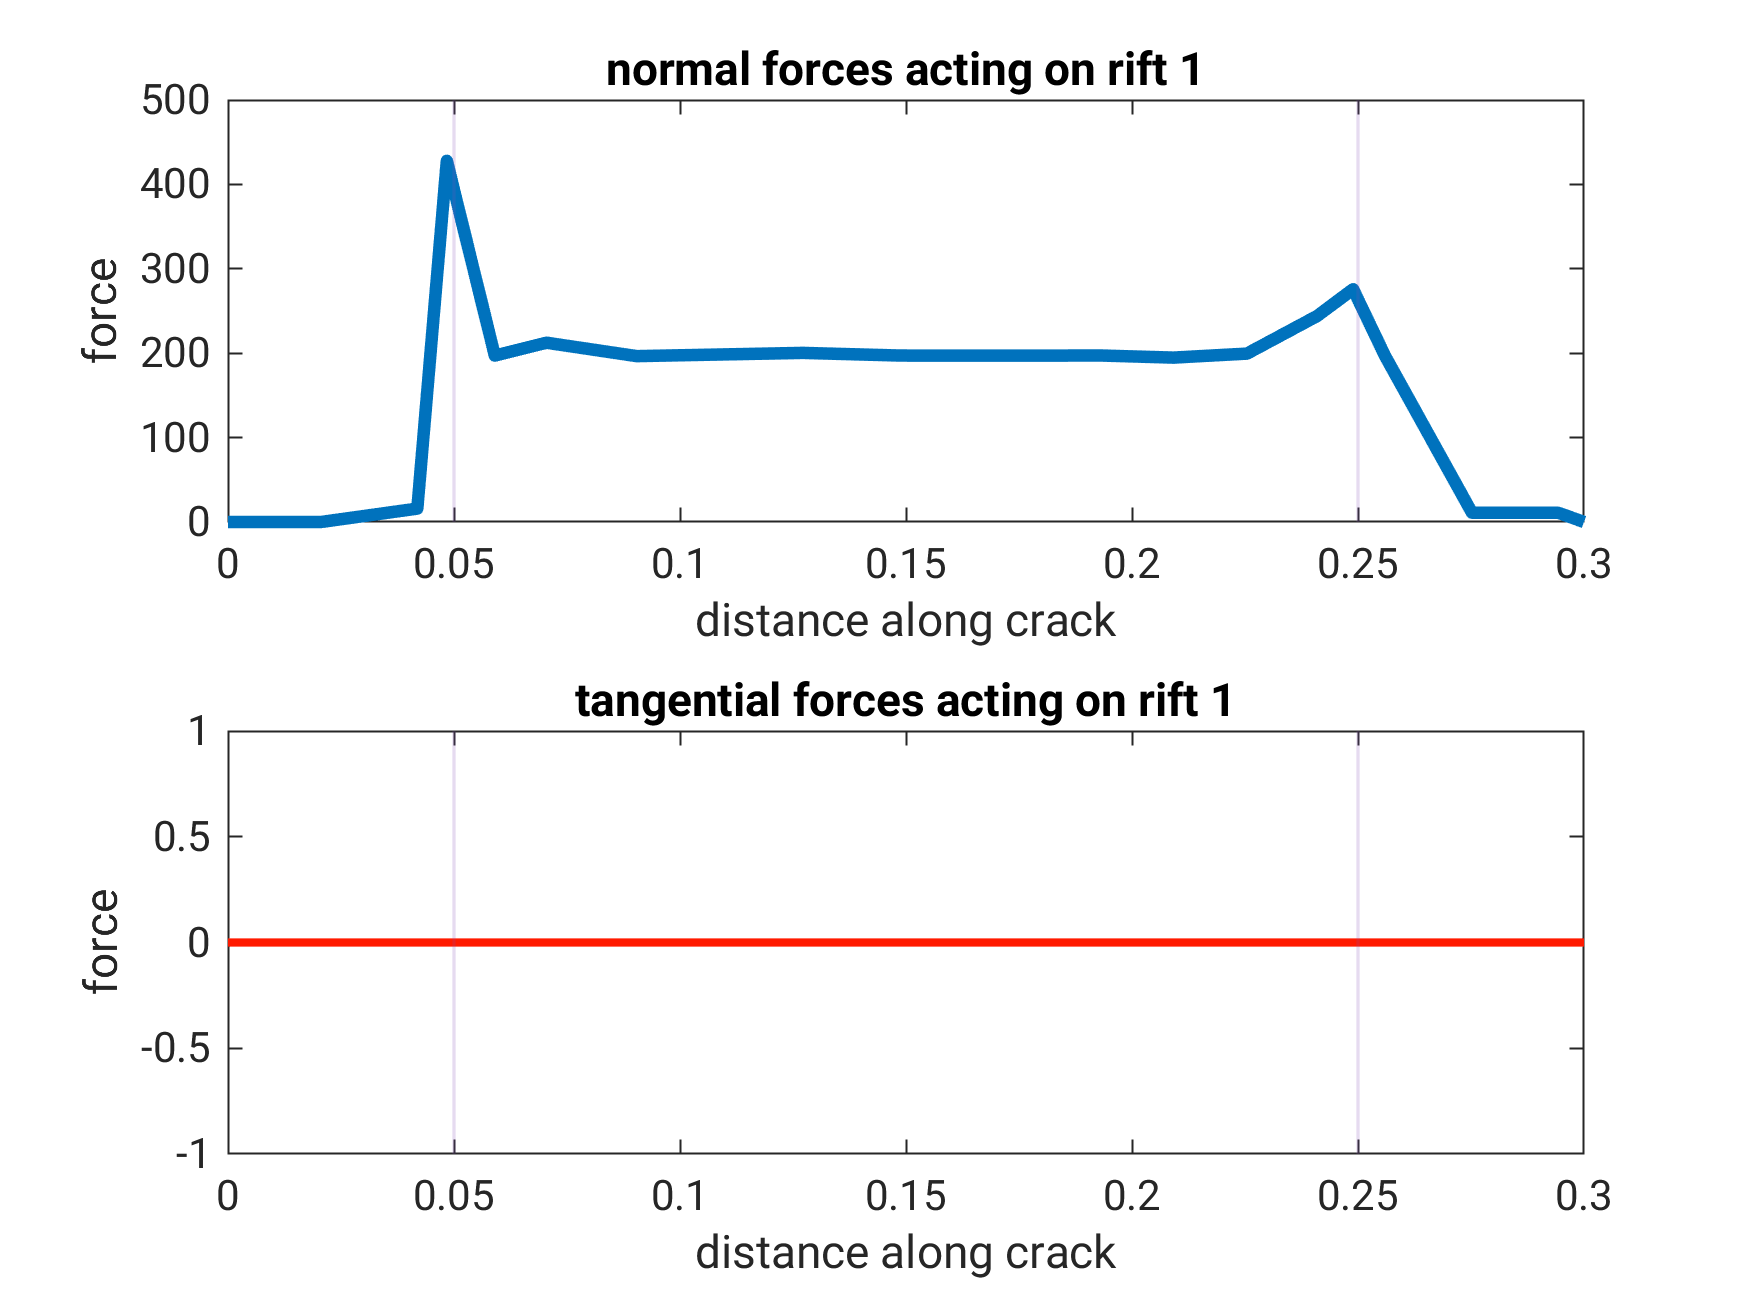 normal forces acting on rift 1
500
400
300
200
100
0
force
0 0.05 0.1 0.15 0.2 0.25 0.3
distance along crack
tangential forces acting on rift 1
1
0.5
0
-0.5
-1
force
0 0.05 0.1 0.15 0.2 0.25 0.3
distance along crack